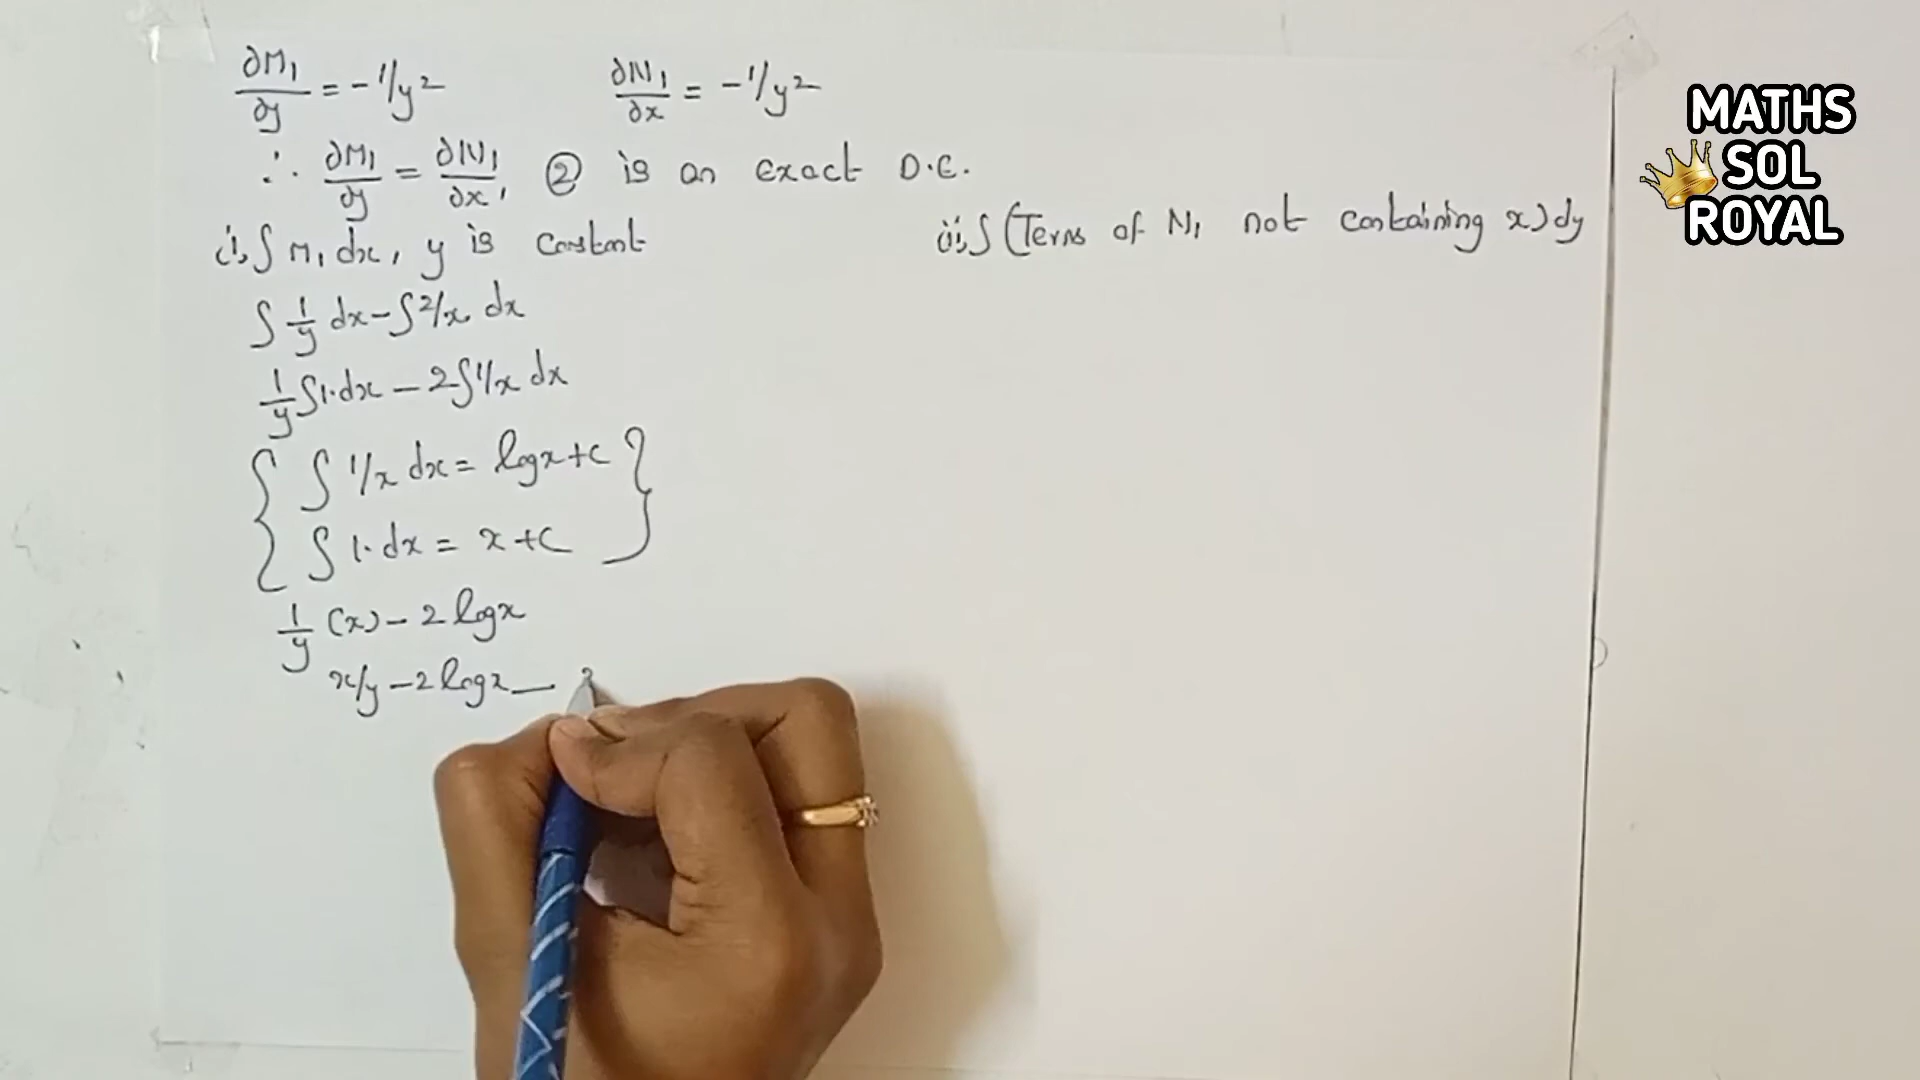 ∂M₁/∂y = -1/y² ∂N₁/∂x = -1/y²
∴ ∂M₁/∂y = ∂N₁/∂x, ② is an exact D.E.
(i) ∫ M₁ dx, y is constant
(ii) ∫ (Terms of N₁ not containing x) dy
∫ 1/y dx - ∫ 2/x dx
1/y ∫ 1·dx - 2 ∫ 1/x dx
{ ∫ 1/x dx = log x + c
∫ 1·dx = x + c }
1/y (x) - 2 log x
x/y - 2 log x —
MATHS
SOL
ROYAL